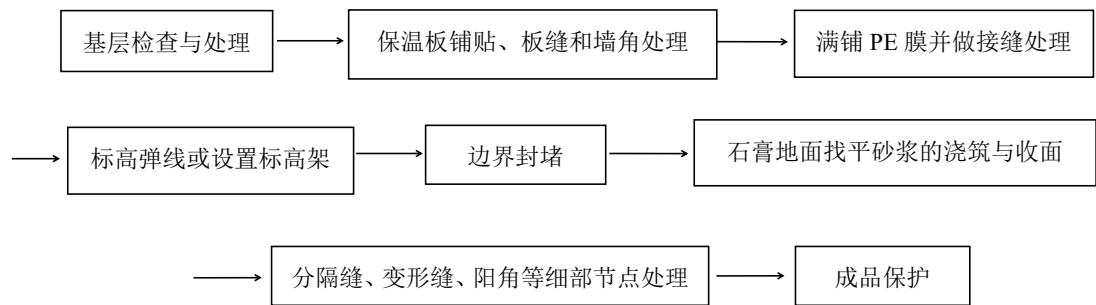 基层检查与处理
保温板铺贴、板缝和墙角处理
满铺 PE 膜并做接缝处理
标高弹线或设置标高架
边界封堵
石膏地面找平砂浆的浇筑与收面
分隔缝、变形缝、阳角等细部节点处理
成品保护